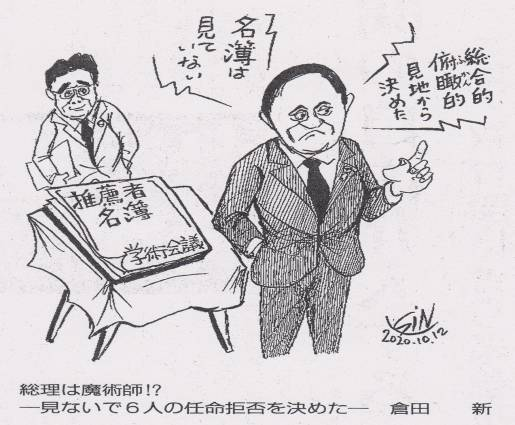 総合的
俯瞰的
見地から
決めた
名簿は
見て
いない
推薦者
名簿
学術会議
SiN
2020.10.12
総理は魔術師!?
―見ないで6人の任命拒否を決めた― 倉田 新